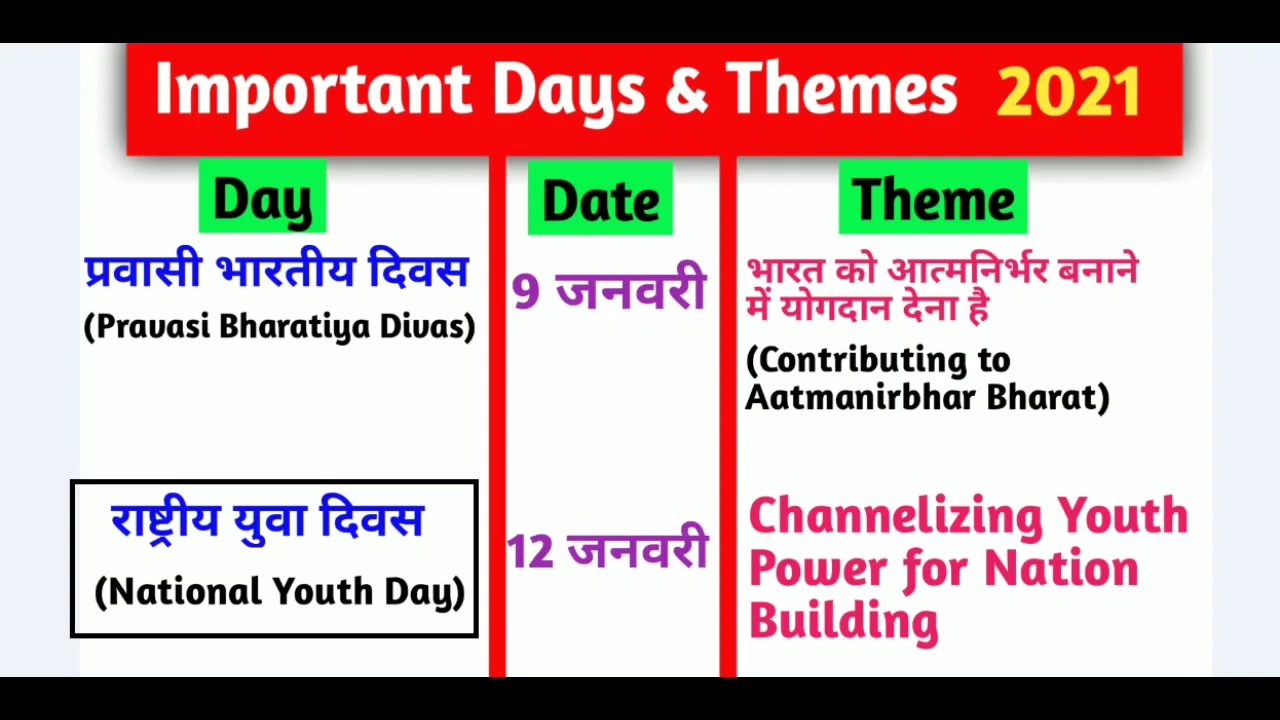 Important Days & Themes 2021
Day
Date
Theme
प्रवासी भारतीय दिवस
(Pravasi Bharatiya Divas)
9 जनवरी
भारत को आत्मनिर्भर बनाने
में योगदान देना है
(Contributing to
Aatmanirbhar Bharat)
राष्ट्रीय युवा दिवस
(National Youth Day)
12 जनवरी
Channelizing Youth
Power for Nation
Building